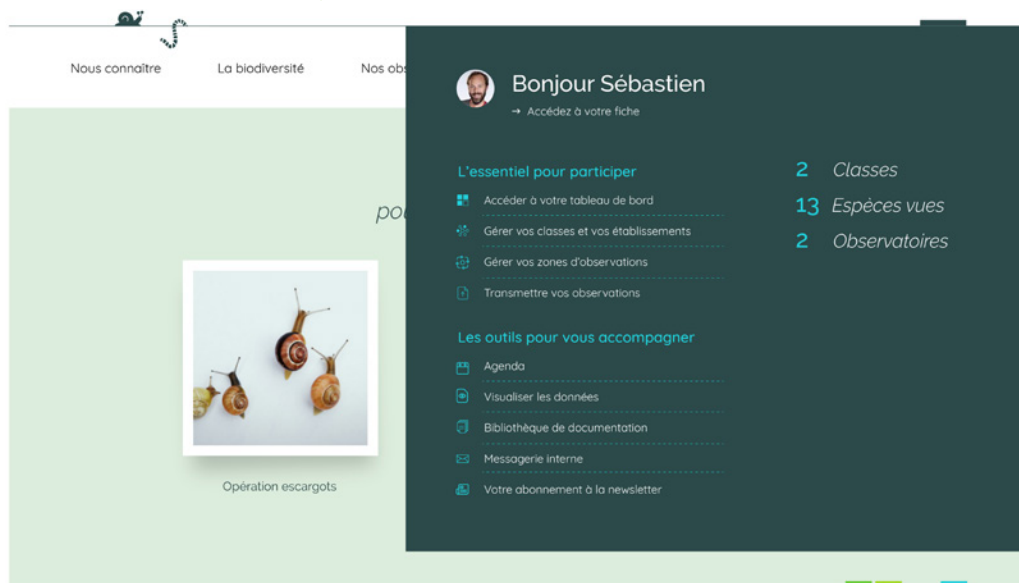 Nous connaître
La biodiversité
Nos obs
Bonjour Sébastien
→ Accédez à votre fiche
L'essentiel pour participer
Accéder à votre tableau de bord
Gérer vos classes et vos établissements
Gérer vos zones d'observations
Transmettre vos observations
Les outils pour vous accompagner
Agenda
Visualiser les données
Bibliothèque de documentation
Messagerie interne
Votre abonnement à la newsletter
2 Classes
13 Espèces vues
2 Observatoires
Opération escargots